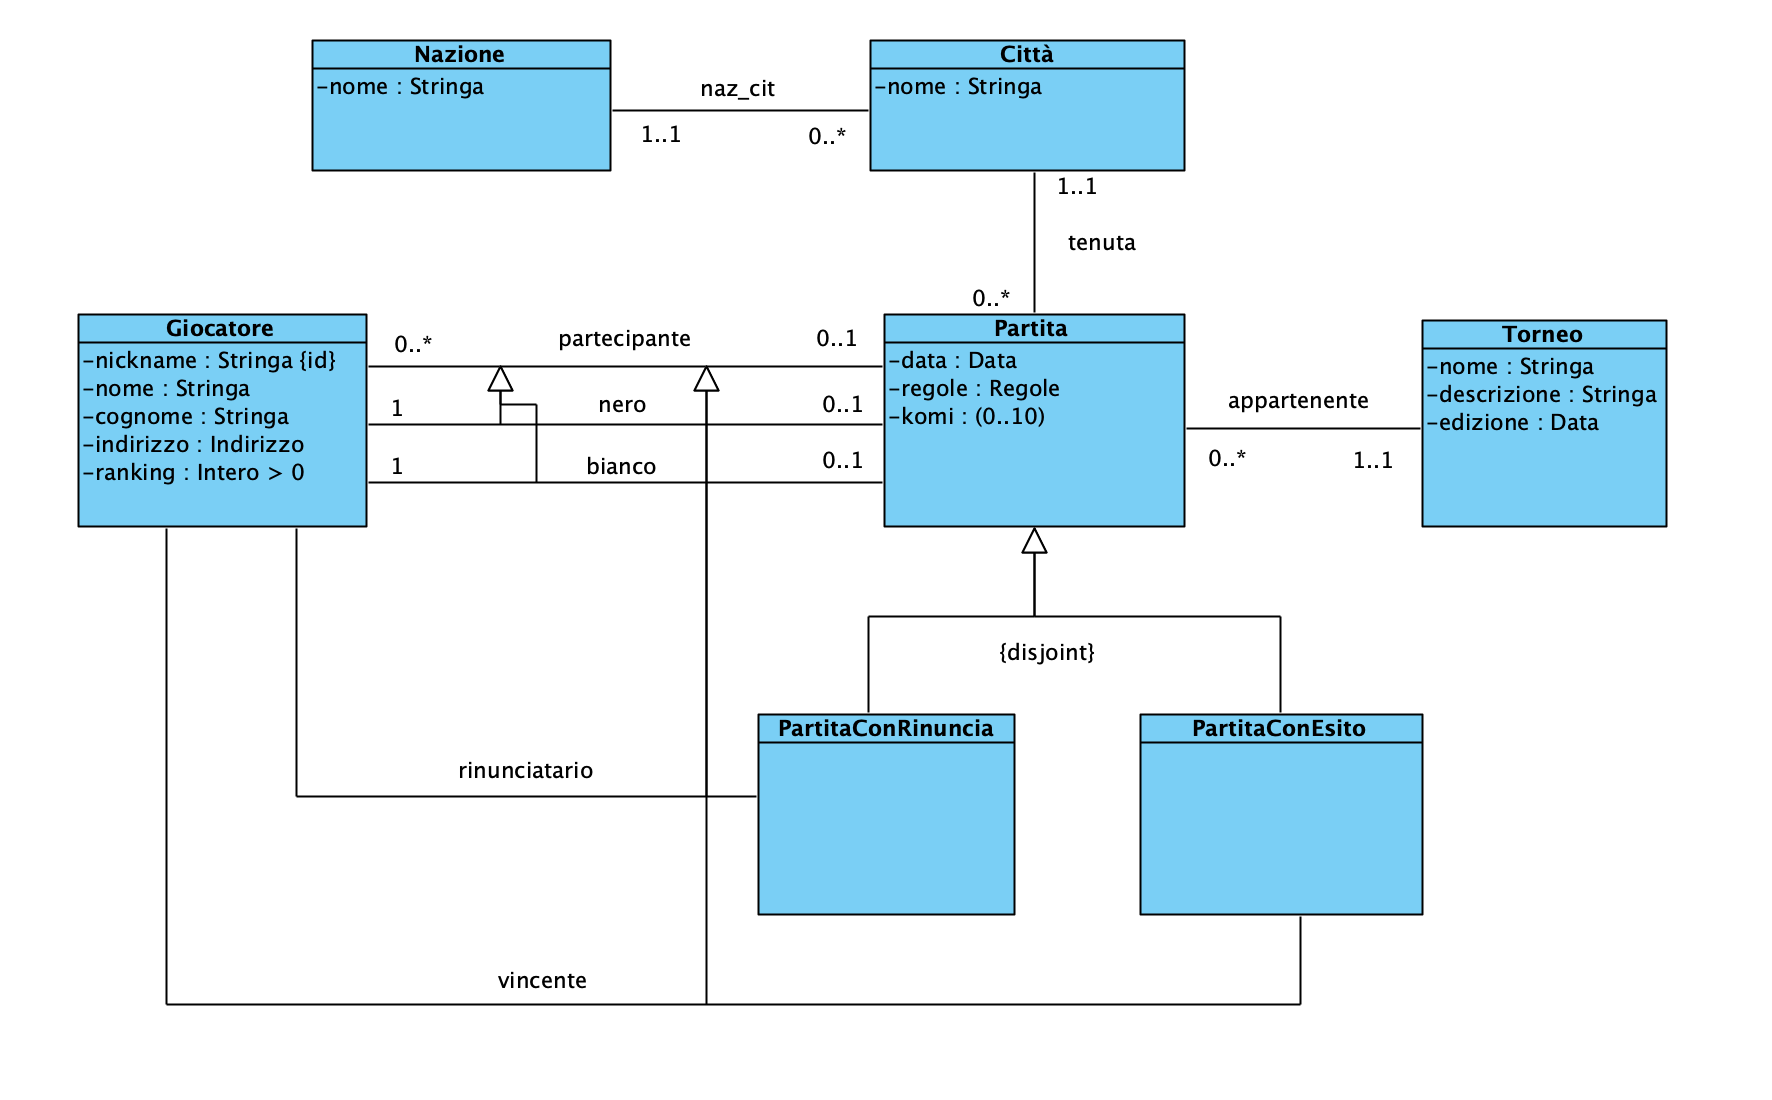 Nazione
-nome : Stringa
naz_cit
1..1
0..*
Città
-nome : Stringa
1..1
tenuta
0..*
Giocatore
-nickname : Stringa {id}
-nome : Stringa
-cognome : Stringa
-indirizzo : Indirizzo
-ranking : Intero > 0
0..*
partecipante
0..1
1
nero
0..1
1
bianco
0..1
Partita
-data : Data
-regole : Regole
-komi : (0..10)
appartenente
0..*
1..1
Torneo
-nome : Stringa
-descrizione : Stringa
-edizione : Data
{disjoint}
PartitaConRinuncia
PartitaConEsito
rinunciatario
vincente